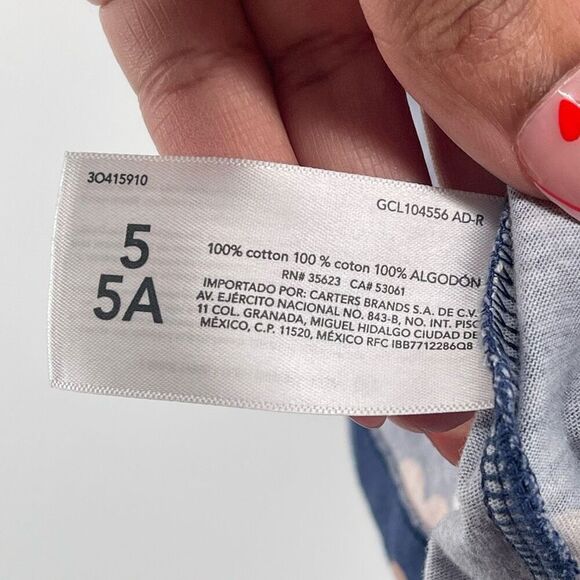 3O415910
GCL104556 AD-R
5
5A
100% cotton 100 % coton 100% ALGODÓN
RN# 35623 CA# 53061
IMPORTADO POR: CARTERS BRANDS S.A. DE C.V.
AV. EJÉRCITO NACIONAL NO. 843-B, NO. INT. PISC
11 COL. GRANADA, MIGUEL HIDALGO CIUDAD DE
MÉXICO, C.P. 11520, MÉXICO RFC IBB7712286Q8